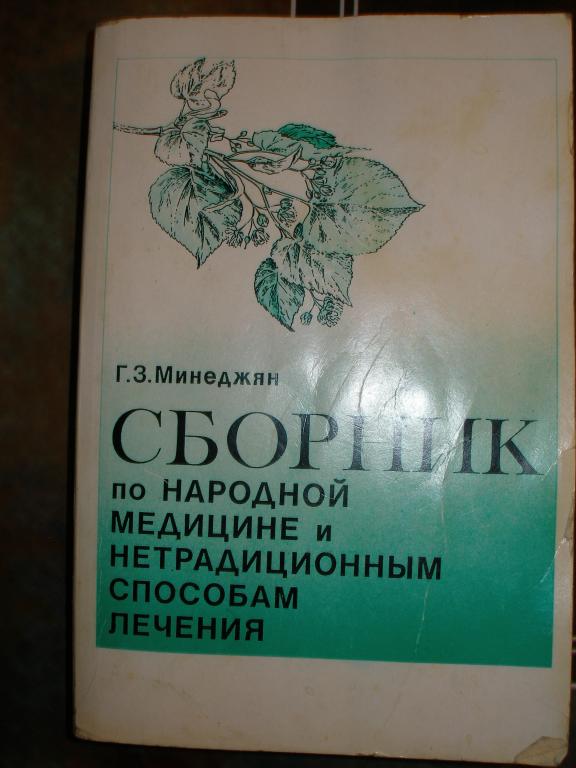 Г.З.Минеджян
СБОРНИК
по НАРОДНОЙ
МЕДИЦИНЕ и
НЕТРАДИЦИОННЫМ
СПОСОБАМ
ЛЕЧЕНИЯ